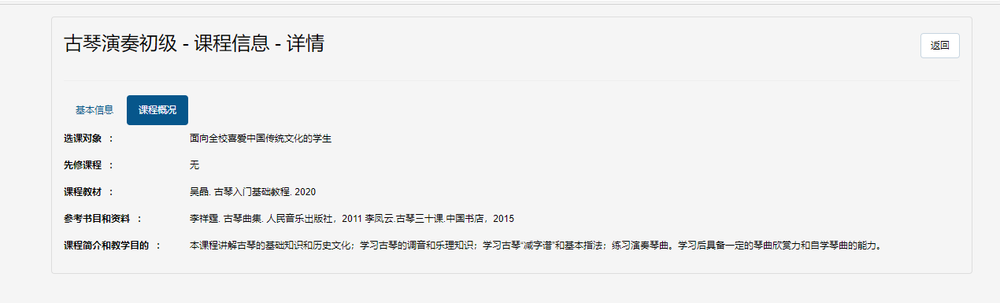 古琴演奏初级 - 课程信息 - 详情
返回
基本信息 课程概况
选课对象 ： 面向全校喜爱中国传统文化的学生
先修课程 ： 无
课程教材 ： 吴晶. 古琴入门基础教程. 2020
参考书目和资料 ： 李祥霆. 古琴曲集. 人民音乐出版社，2011 李凤云.古琴三十课.中国书店，2015
课程简介和教学目的 ： 本课程讲解古琴的基础知识和历史文化；学习古琴的调音和乐理知识；学习古琴“减字谱”和基本指法；练习演奏琴曲。学习后具备一定的琴曲欣赏力和自学琴曲的能力。